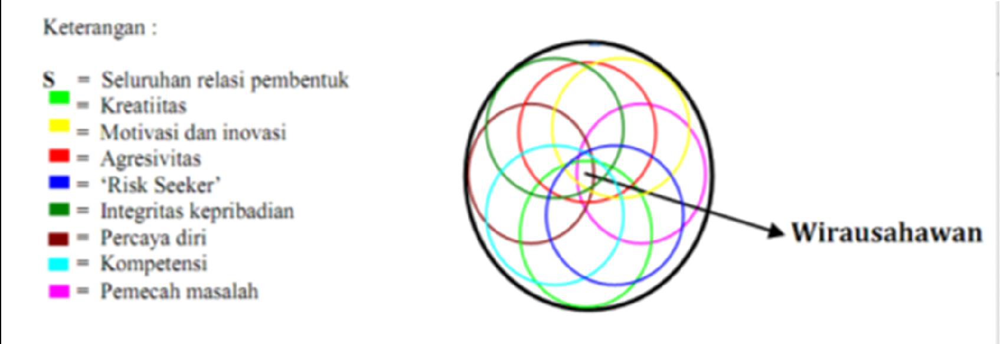 Keterangan :
S = Seluruhan relasi pembentuk
= Kreatiitas
= Motivasi dan inovasi
= Agresivitas
= ‘Risk Seeker’
= Integritas kepribadian
= Percaya diri
= Kompetensi
= Pemecah masalah
Wirausahawan